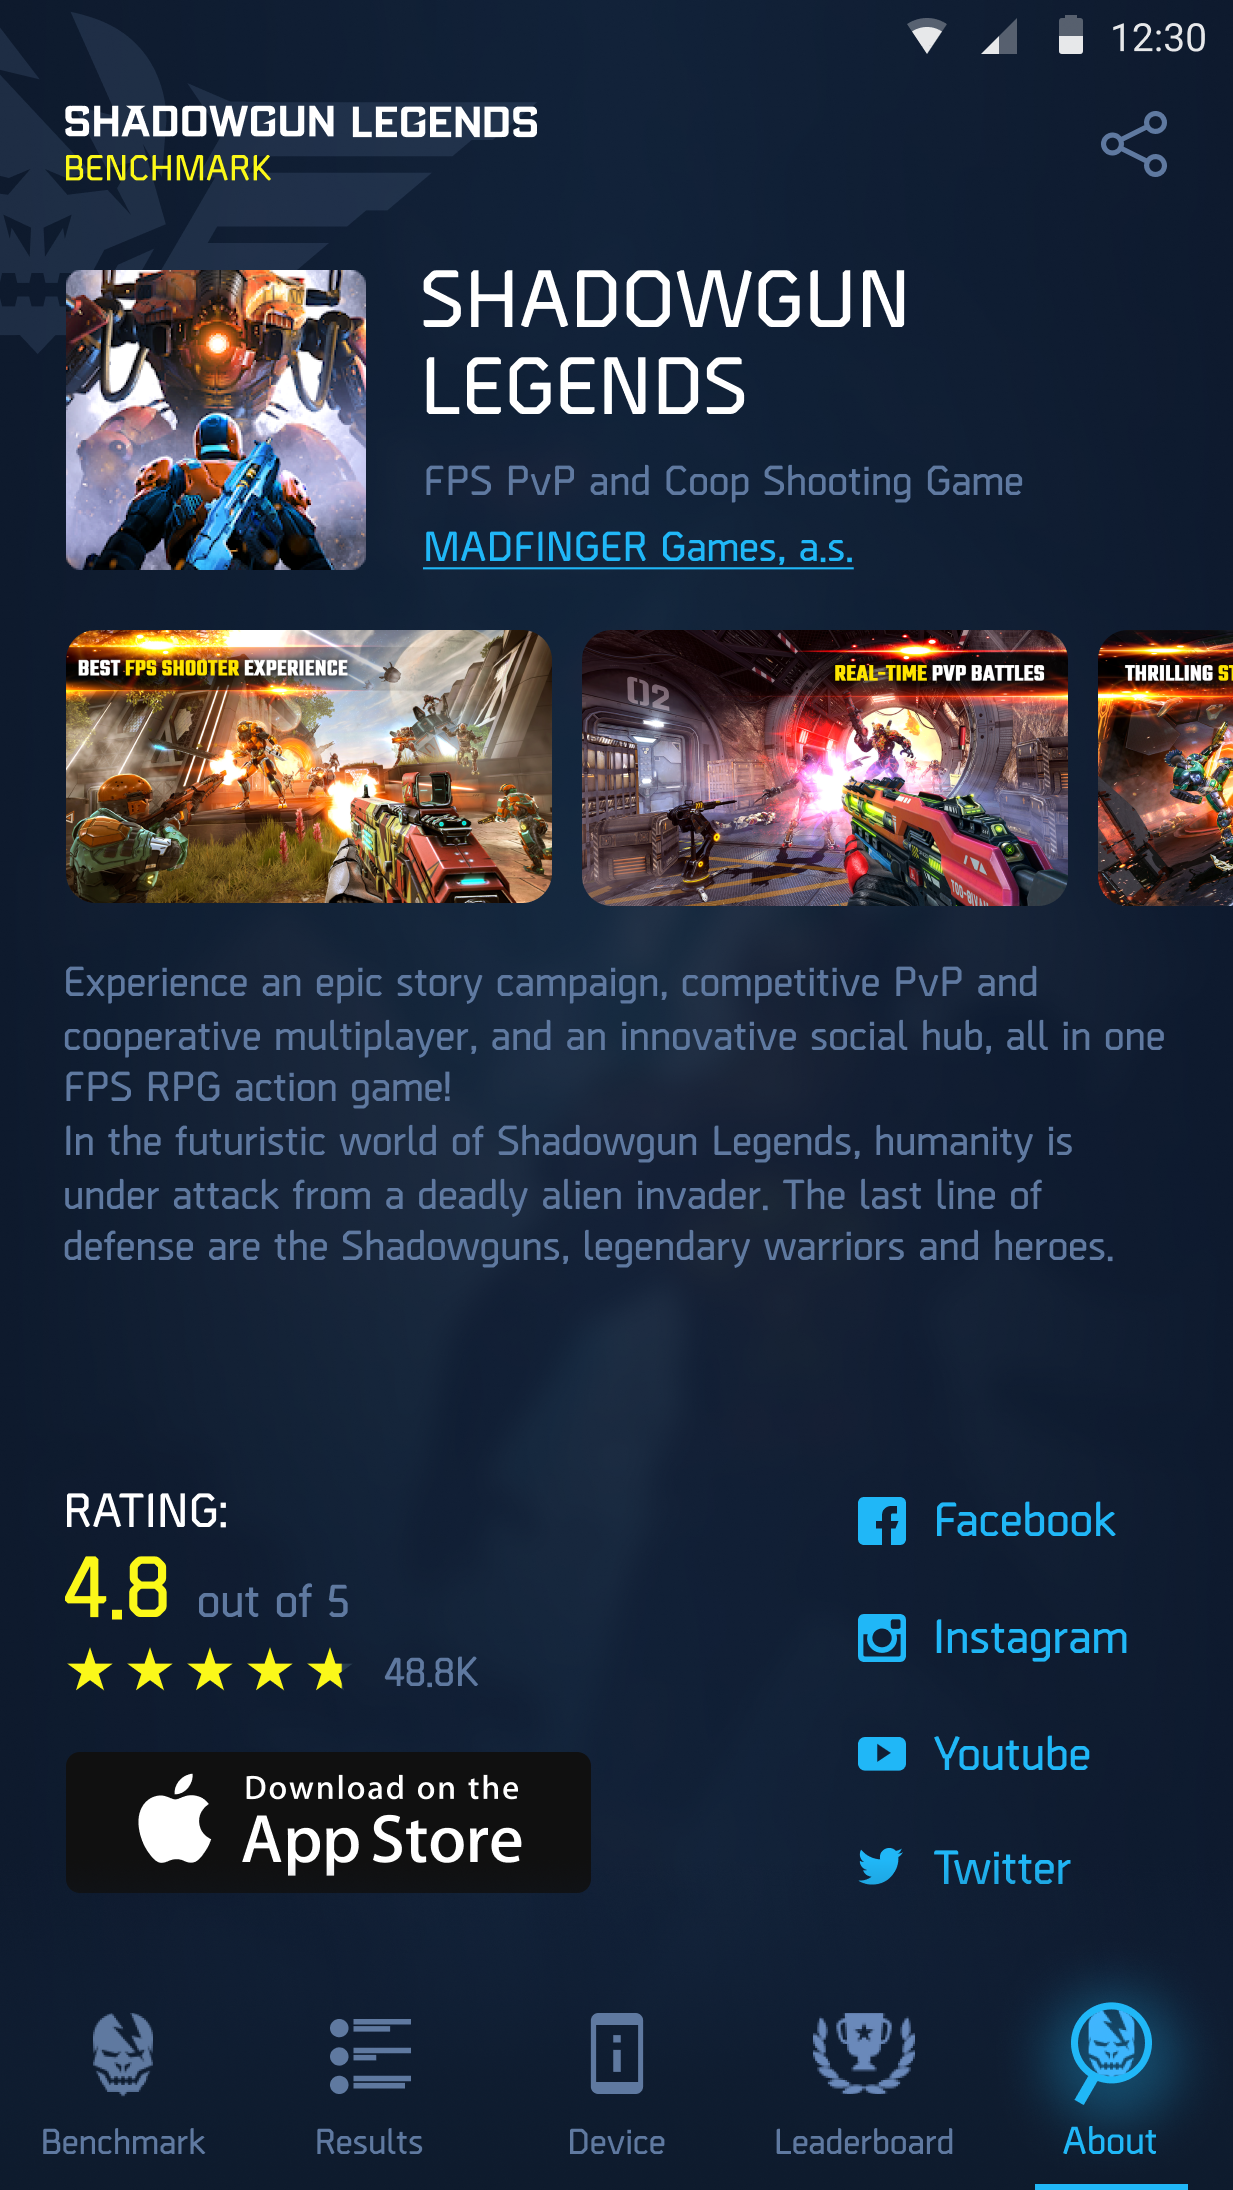 12:30
SHADOWGUN LEGENDS
BENCHMARK
SHADOWGUN
LEGENDS
FPS PvP and Coop Shooting Game
MADFINGER Games, a.s.
BEST FPS SHOOTER EXPERIENCE
02
REAL-TIME PVP BATTLES
THRILLING
Experience an epic story campaign, competitive PvP and
cooperative multiplayer, and an innovative social hub, all in one
FPS RPG action game!
In the futuristic world of Shadowgun Legends, humanity is
under attack from a deadly alien invader. The last line of
defense are the Shadowguns, legendary warriors and heroes.
RATING:
4.8 out of 5
48.8K
Download on the
App Store
Facebook
Instagram
Youtube
Twitter
Benchmark
Results
Device
Leaderboard
About